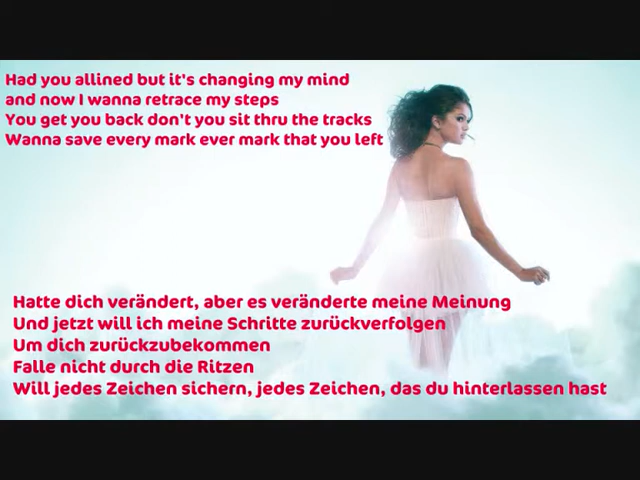 Had you allined but it's changing my mind
and now I wanna retrace my steps
You get you back don't you sit thru the tracks
Wanna save every mark ever mark that you left
Hatte dich verändert, aber es veränderte meine Meinung
Und jetzt will ich meine Schritte zurückverfolgen
Um dich zurückzubekommen
Falle nicht durch die Ritzen
Will jedes Zeichen sichern, jedes Zeichen, das du hinterlassen hast